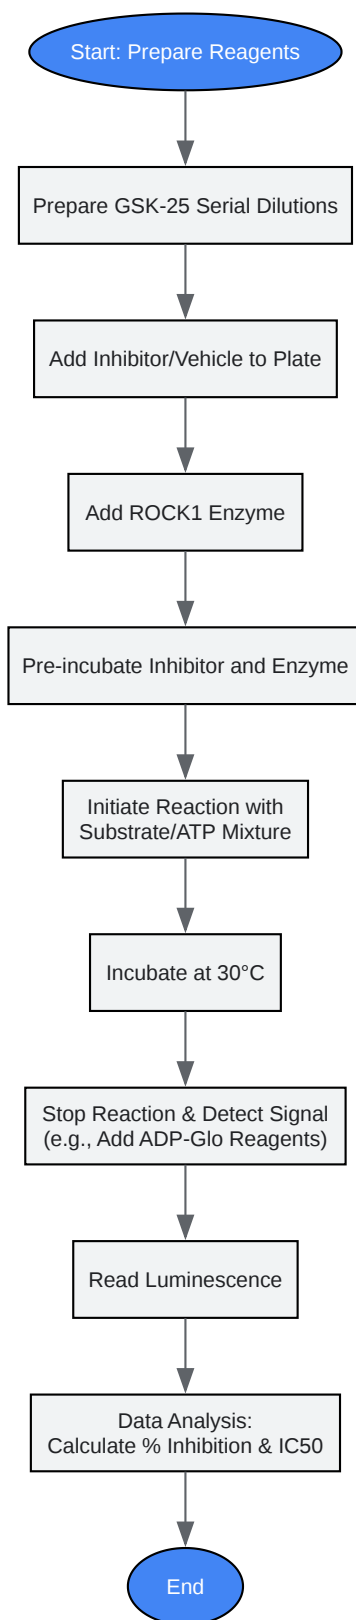 Start: Prepare Reagents
Prepare GSK-25 Serial Dilutions
Add Inhibitor/Vehicle to Plate
Add ROCK1 Enzyme
Pre-incubate Inhibitor and Enzyme
Initiate Reaction with
Substrate/ATP Mixture
Incubate at 30°C
Stop Reaction & Detect Signal
(e.g., Add ADP-Glo Reagents)
Read Luminescence
Data Analysis:
Calculate % Inhibition & IC50
End